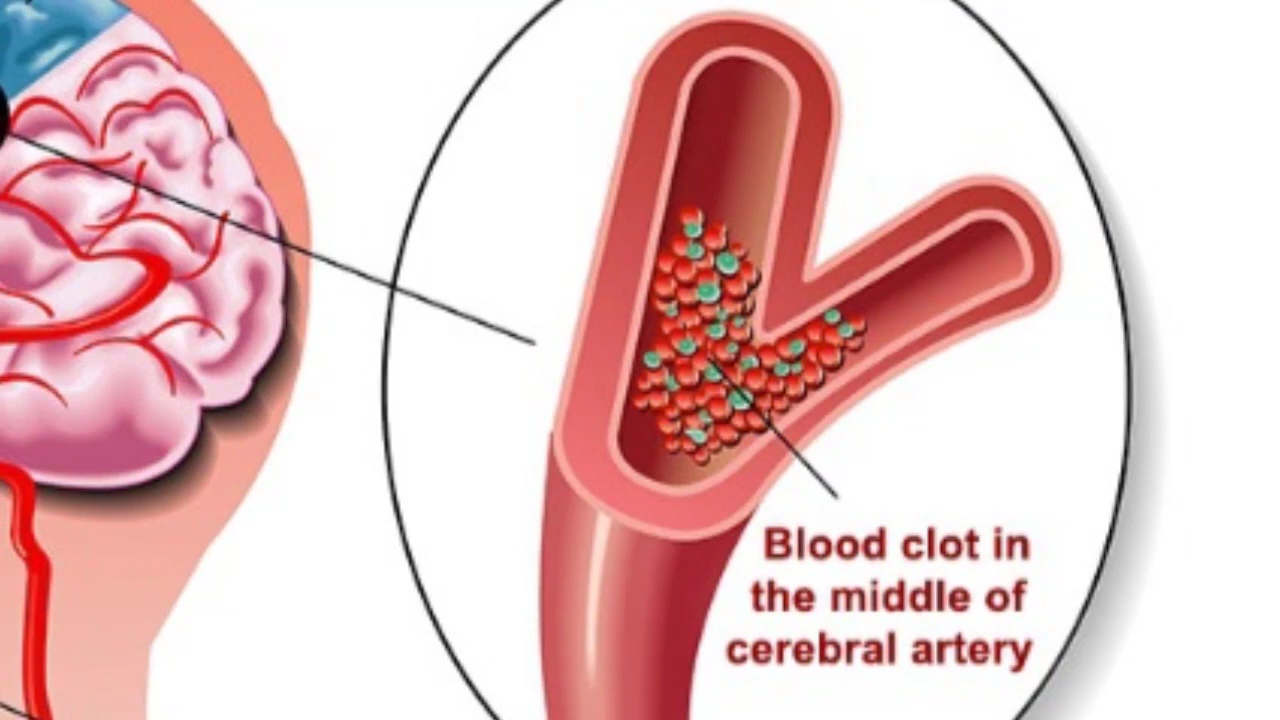 Blood clot in
the middle of
cerebral artery